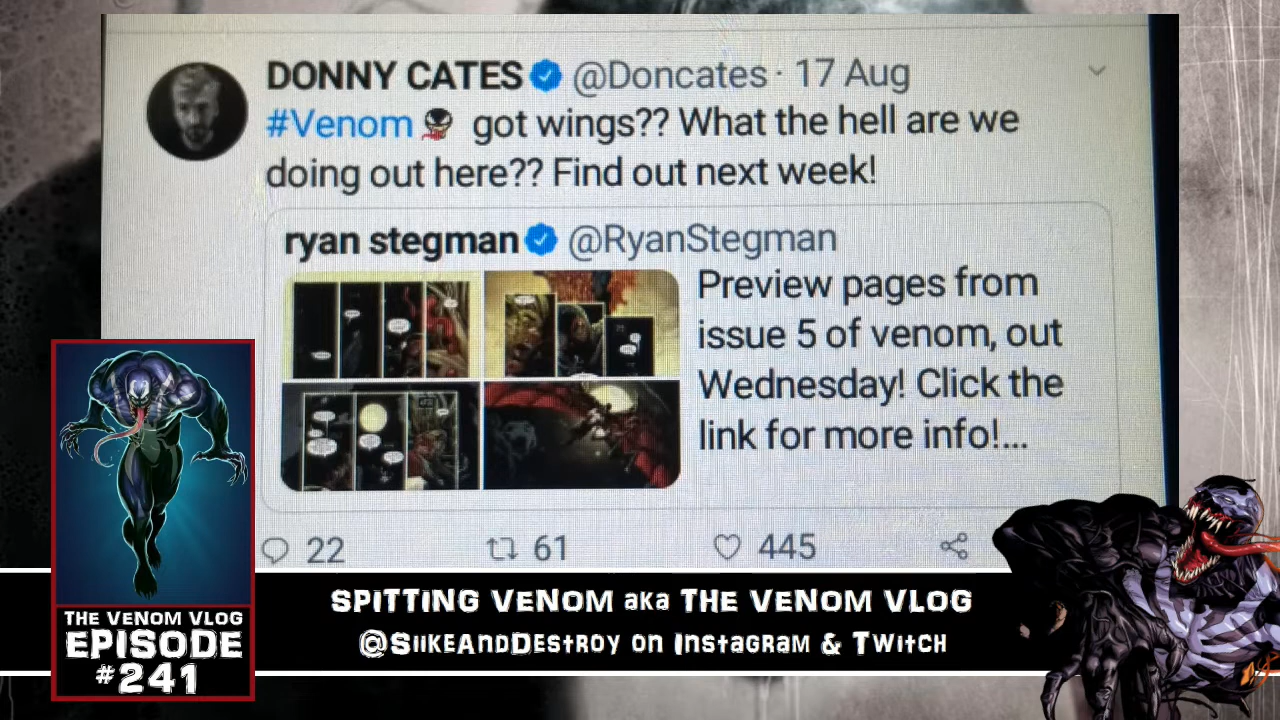 DONNY CATES @Doncates · 17 Aug
#Venom got wings?? What the hell are we
doing out here?? Find out next week!
ryan stegman @RyanStegman
Preview pages from
issue 5 of venom, out
Wednesday! Click the
link for more info!...
22 61 445
THE VENOM VLOG
EPISODE
#241
SPITTING VENOM aka THE VENOM VLOG
@SIIKEANDDESTROY ON INSTAGRAM & TWITCH